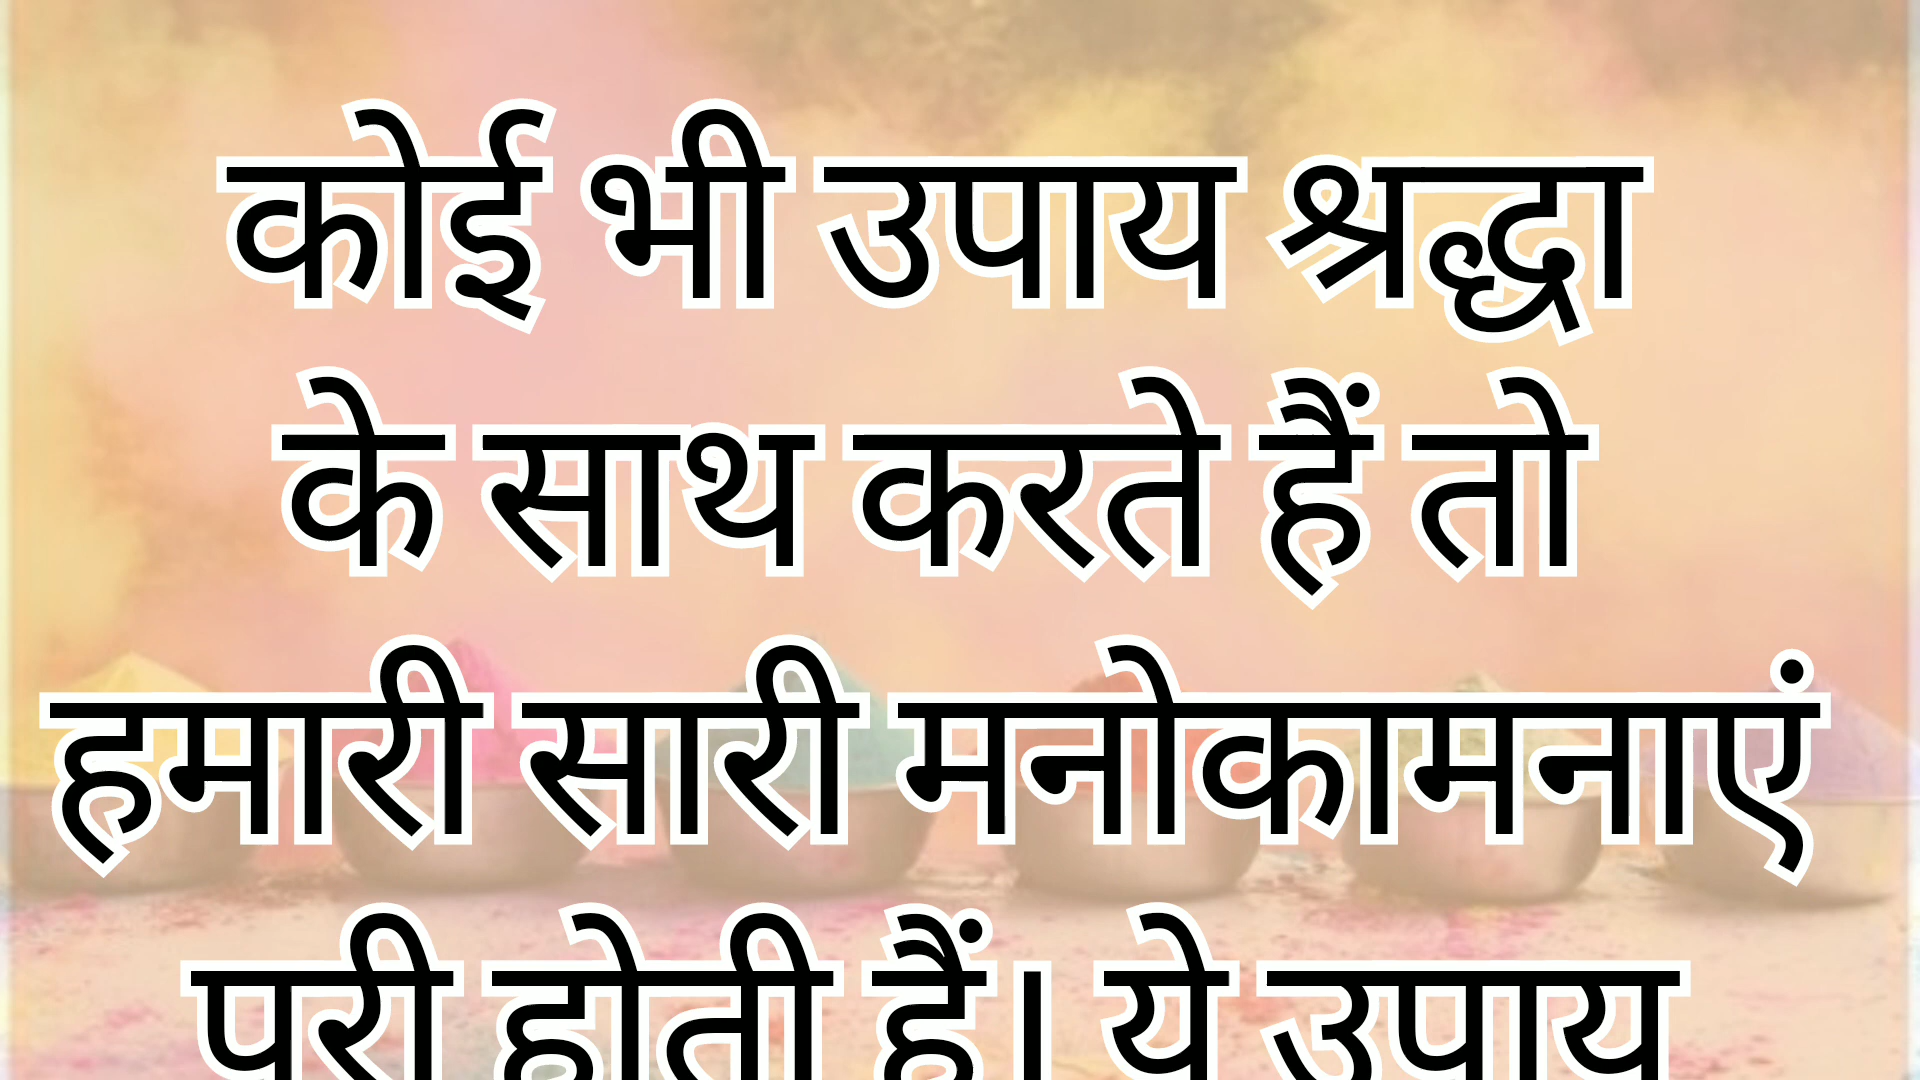 कोई भी उपाय श्रद्धा
के साथ करते हैं तो
हमारी सारी मनोकामनाएं
पूरी होती हैं। ये उपाय